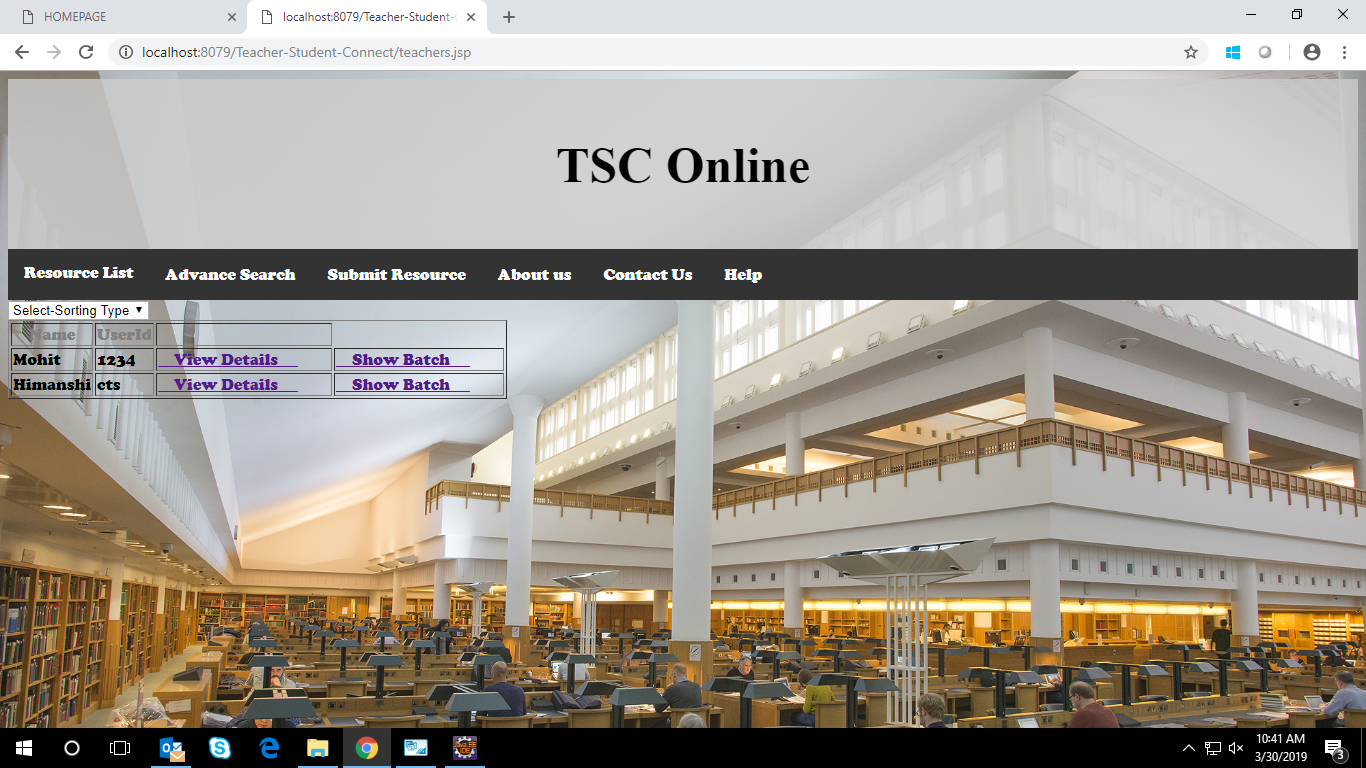 HOMEPAGE
localhost:8079/Teacher-Student-C
localhost:8079/Teacher-Student-Connect/teachers.jsp
TSC Online
Resource List Advance Search Submit Resource About us Contact Us Help
Select-Sorting Type
Name UserId
Mohit 1234 View Details Show Batch
Himanshi cts View Details Show Batch
10:41 AM
3/30/2019
3